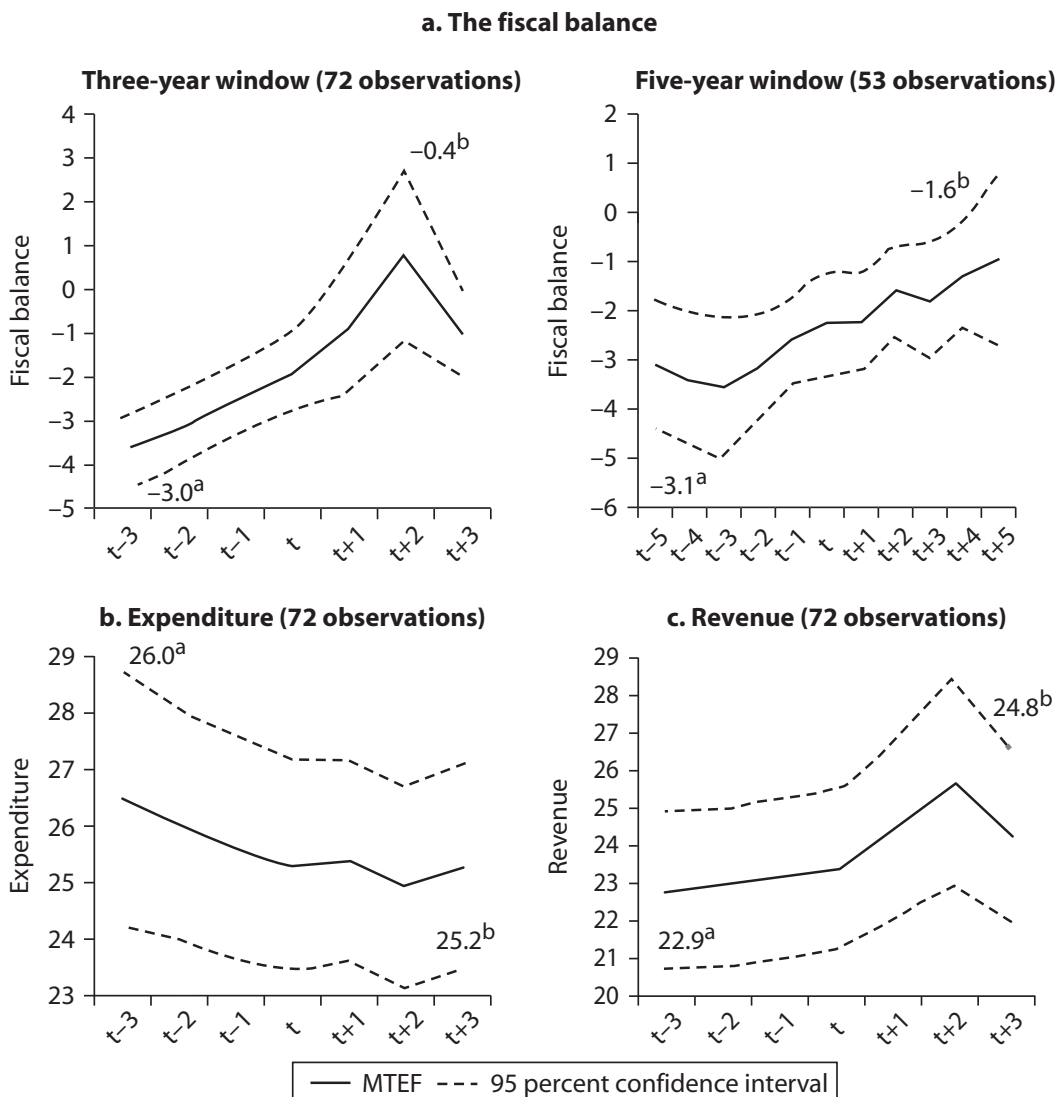 a. The fiscal balance
Three-year window (72 observations)
Fiscal balance
4
3
2
1
0
–1
–2
–3
–4
–5
–0.4b
–3.0a
t–3
t–2
t–1
t
t+1
t+2
t+3
Five-year window (53 observations)
Fiscal balance
2
1
0
–1
–2
–3
–4
–5
–6
–1.6b
–3.1a
t–5
t–4
t–3
t–2
t–1
t
t+1
t+2
t+3
t+4
t+5
b. Expenditure (72 observations)
Expenditure
29
28
27
26
25
24
23
26.0a
25.2b
t–3
t–2
t–1
t
t+1
t+2
t+3
c. Revenue (72 observations)
Revenue
29
28
27
26
25
24
23
22
21
20
24.8b
22.9a
t–3
t–2
t–1
t
t+1
t+2
t+3
MTEF 95 percent confidence interval